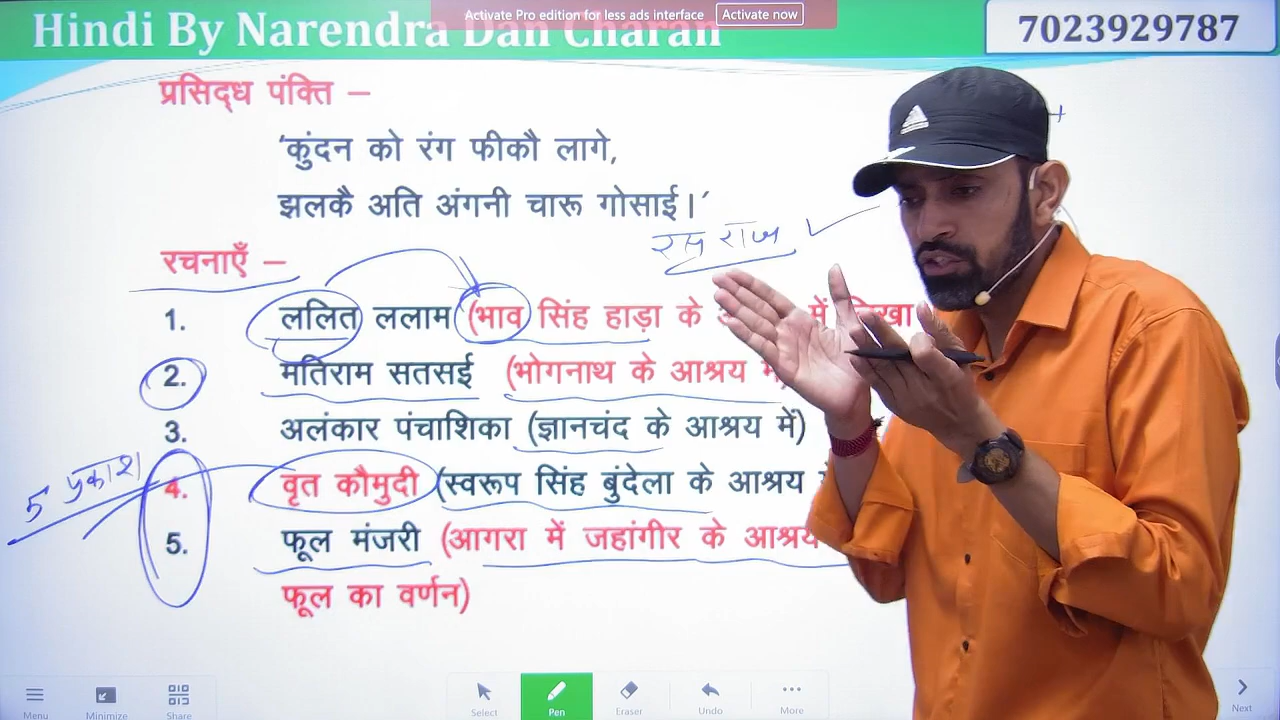 Activate Pro edition for less ads interface Activate now
Hindi By Narendra Dan Charan
7023929787
प्रसिद्ध पंक्ति –
‘कुंदन को रंग फीकौ लागे,
झलकै अति अंगनी चारू गोसाई।’
रस राज
रचनाएँ –
1. ललित ललाम (भाव सिंह हाड़ा के में लिखा
2. मतिराम सतसई (भोगनाथ के आश्रय में
3. अलंकार पंचाशिका (ज्ञानचंद के आश्रय में)
5 प्रकाश
4. वृत कौमुदी (स्वरूप सिंह बुंदेला के आश्रय
5. फूल मंजरी (आगरा में जहांगीर के आश्रय
फूल का वर्णन)
Menu Minimize Share Select Pen Eraser Undo More Next